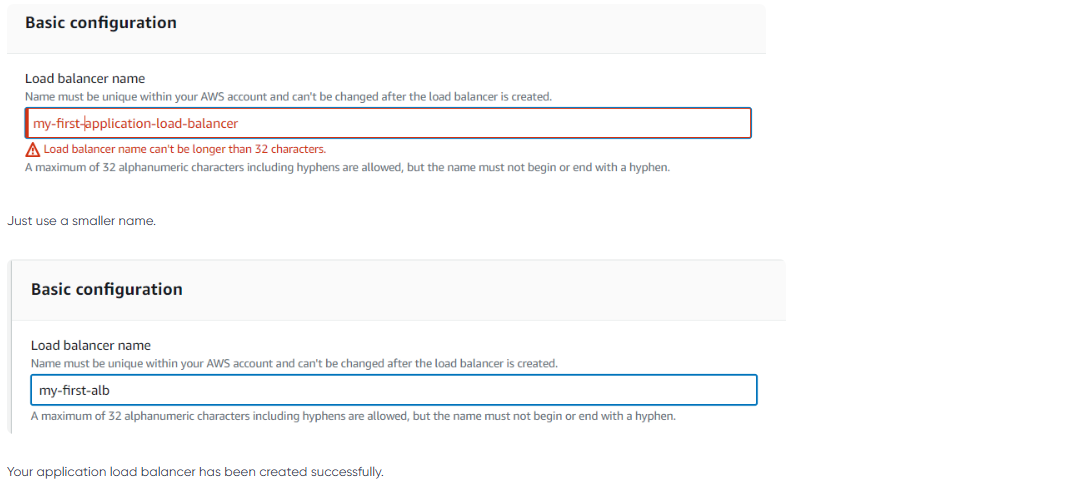 Basic configuration
Load balancer name
Name must be unique within your AWS account and can't be changed after the load balancer is created.
my-first-application-load-balancer
Load balancer name can't be longer than 32 characters.
A maximum of 32 alphanumeric characters including hyphens are allowed, but the name must not begin or end with a hyphen.
Just use a smaller name.
Basic configuration
Load balancer name
Name must be unique within your AWS account and can't be changed after the load balancer is created.
my-first-alb
A maximum of 32 alphanumeric characters including hyphens are allowed, but the name must not begin or end with a hyphen.
Your application load balancer has been created successfully.